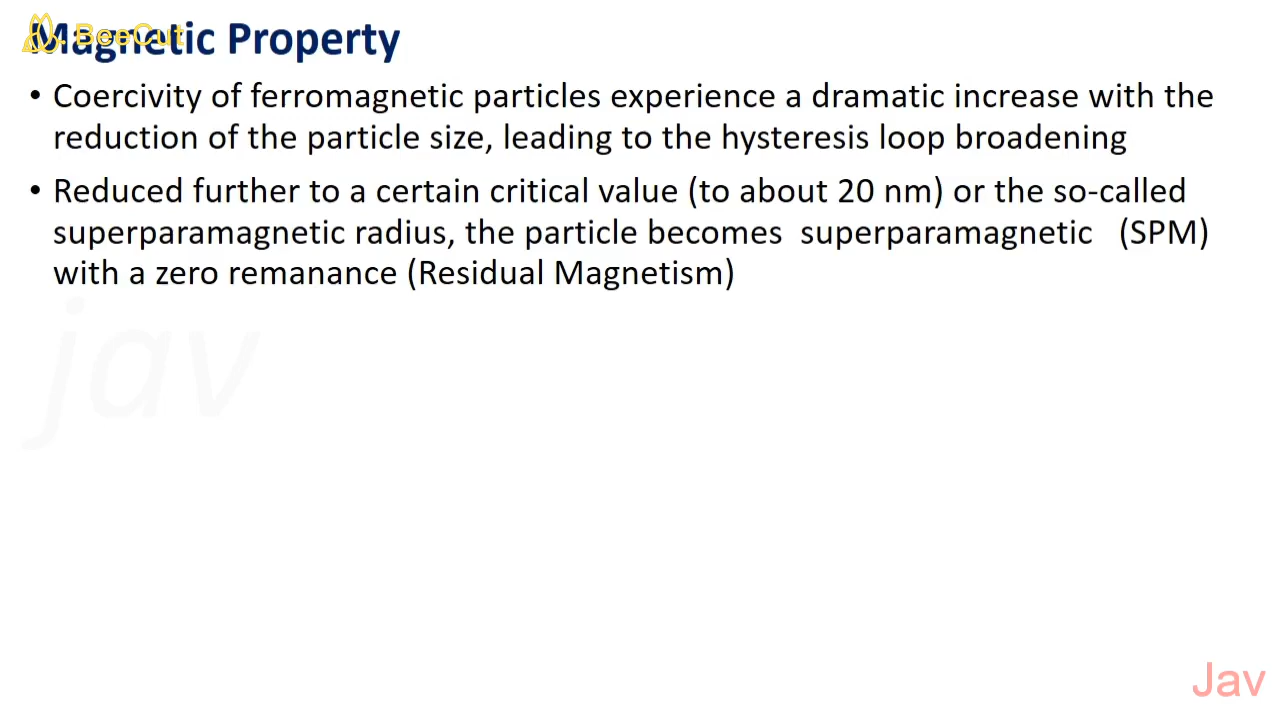 Magnetic Property
BeeCut
• Coercivity of ferromagnetic particles experience a dramatic increase with the
reduction of the particle size, leading to the hysteresis loop broadening
• Reduced further to a certain critical value (to about 20 nm) or the so-called
superparamagnetic radius, the particle becomes  superparamagnetic   (SPM)
with a zero remanance (Residual Magnetism)
jav
Jav